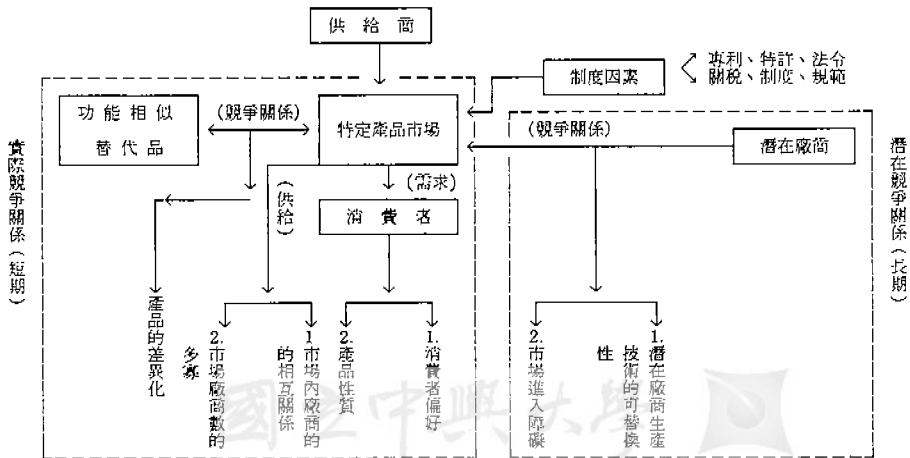 供給商
制度因素
專利、特許、法令
關稅、制度、規範
功能相似
替代品
(競爭關係)
特定產品市場
(競爭關係)
潛在廠商
實際競爭關係(短期)
潛在競爭關係(長期)
(供給)
(需求)
消費者
產品的差異化
1.市場內廠商的
的相互關係
2.市場廠商數的
多寡
1.消費者偏好
2.產品性質
1.潛在廠商生產
技術的可替換
性
2.市場進入障礙
國立中興大學